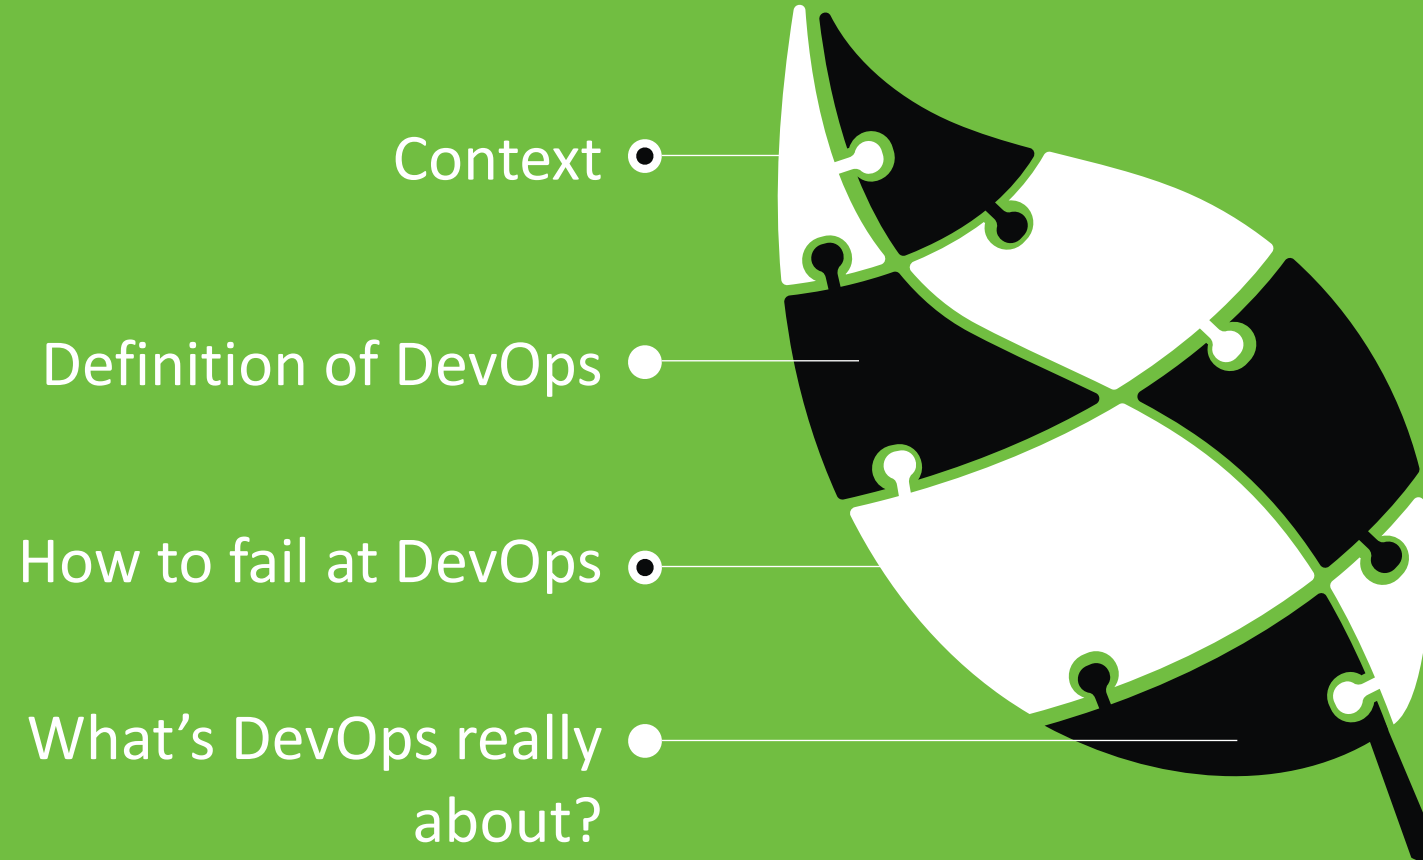 Context
Definition of DevOps
How to fail at DevOps
What’s DevOps really
about?